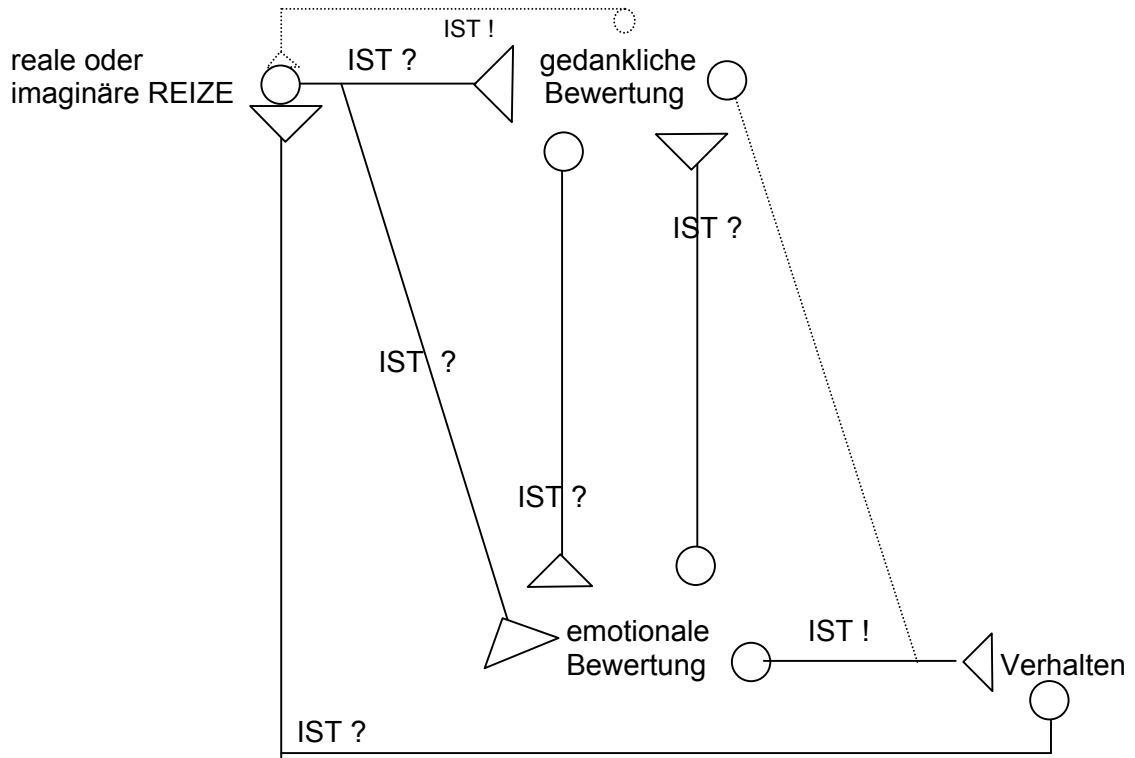 IST !
reale oder
imaginäre REIZE
IST ?
gedankliche
Bewertung
IST ?
IST ?
IST ?
emotionale
Bewertung
IST !
Verhalten
IST ?